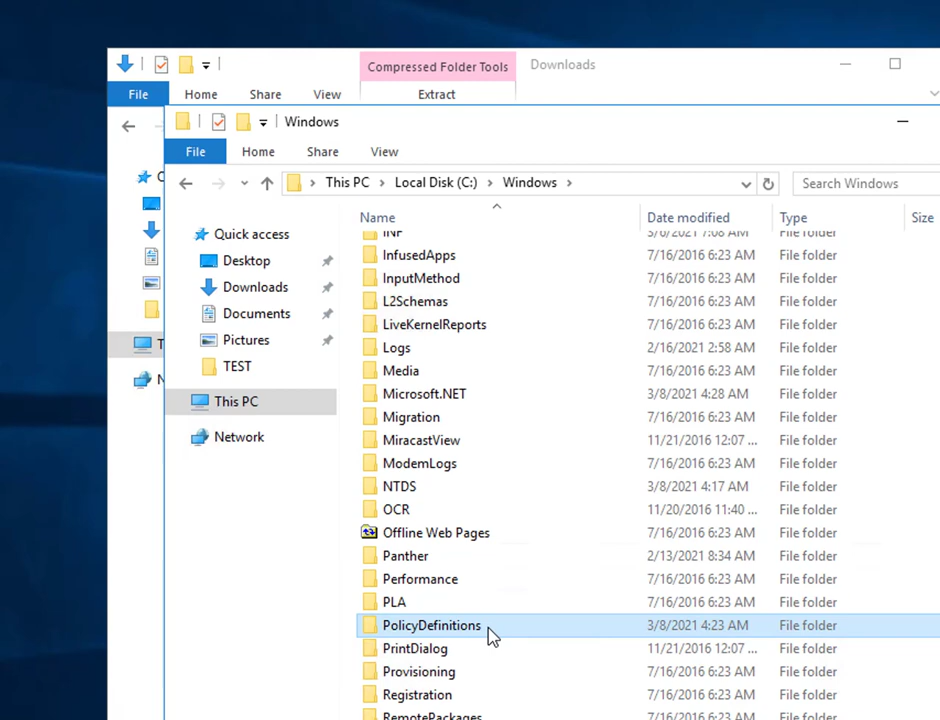 Compressed Folder Tools Downloads
File Home Share View Extract
Windows
File Home Share View
This PC Local Disk (C:) Windows Search Windows
Name Date modified Type Size
INF 3/6/2021 7:08 AM File folder
Quick access
InfusedApps 7/16/2016 6:23 AM File folder
Desktop
InputMethod 7/16/2016 6:23 AM File folder
Downloads
L2Schemas 7/16/2016 6:23 AM File folder
Documents
LiveKernelReports 7/16/2016 6:23 AM File folder
Pictures
Logs 2/16/2021 2:58 AM File folder
TEST
Media 7/16/2016 6:23 AM File folder
Microsoft.NET 3/8/2021 4:28 AM File folder
This PC
Migration 7/16/2016 6:23 AM File folder
Network
MiracastView 11/21/2016 12:07 ... File folder
ModemLogs 7/16/2016 6:23 AM File folder
NTDS 3/8/2021 4:17 AM File folder
OCR 11/20/2016 11:40 ... File folder
Offline Web Pages 7/16/2016 6:23 AM File folder
Panther 2/13/2021 8:34 AM File folder
Performance 7/16/2016 6:23 AM File folder
PLA 7/16/2016 6:23 AM File folder
PolicyDefinitions 3/8/2021 4:23 AM File folder
PrintDialog 11/21/2016 12:07 ... File folder
Provisioning 7/16/2016 6:23 AM File folder
Registration 7/16/2016 6:23 AM File folder
RemotePackages 7/16/2016 6:23 AM File folder